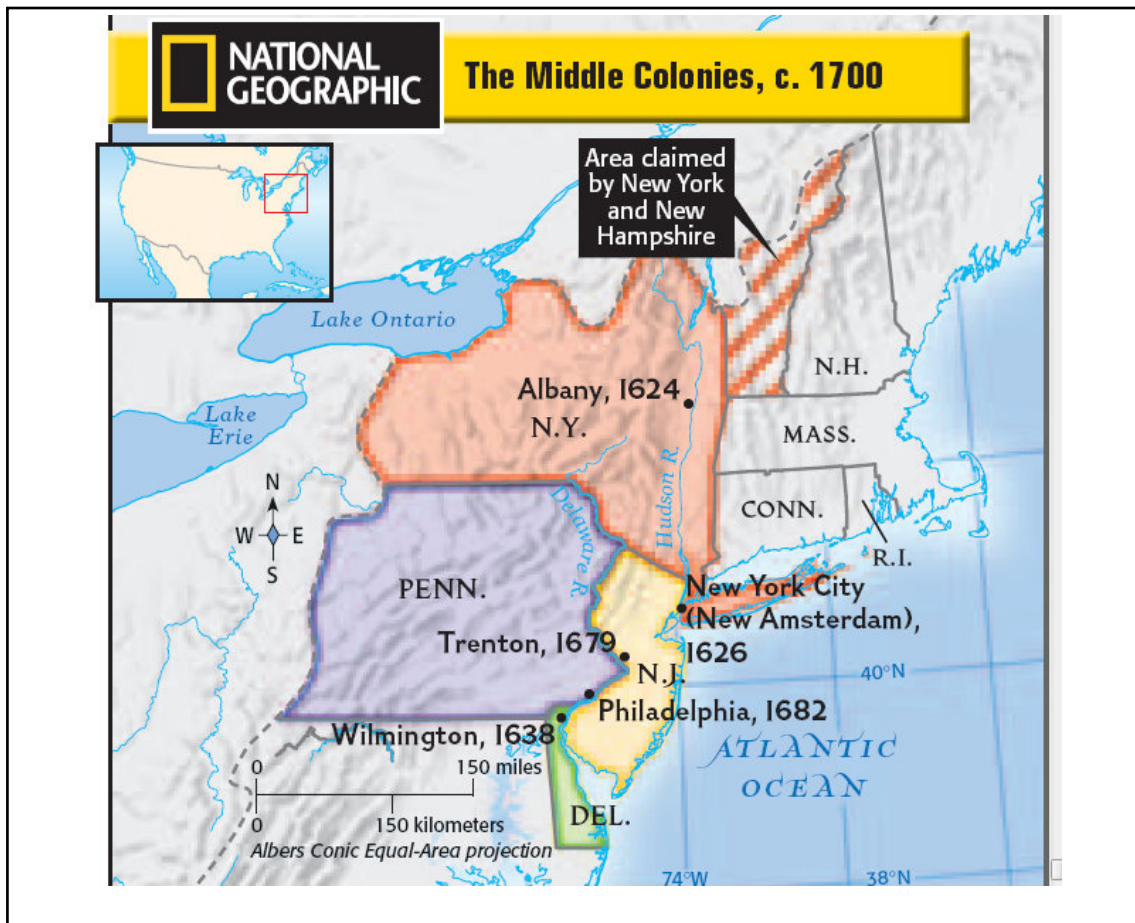 NATIONAL
GEOGRAPHIC
The Middle Colonies, c. 1700
Area claimed
by New York
and New
Hampshire
Lake Ontario
Lake
Erie
Albany, 1624
N.Y.
N.H.
MASS.
CONN.
R.I.
Hudson R.
Delaware R.
N
W E
S
PENN.
New York City
(New Amsterdam),
1626
Trenton, 1679
N.J.
40°N
Philadelphia, 1682
Wilmington, 1638
ATLANTIC
OCEAN
0 150 miles
0 150 kilometers
Albers Conic Equal-Area projection
DEL.
74°W
38°N